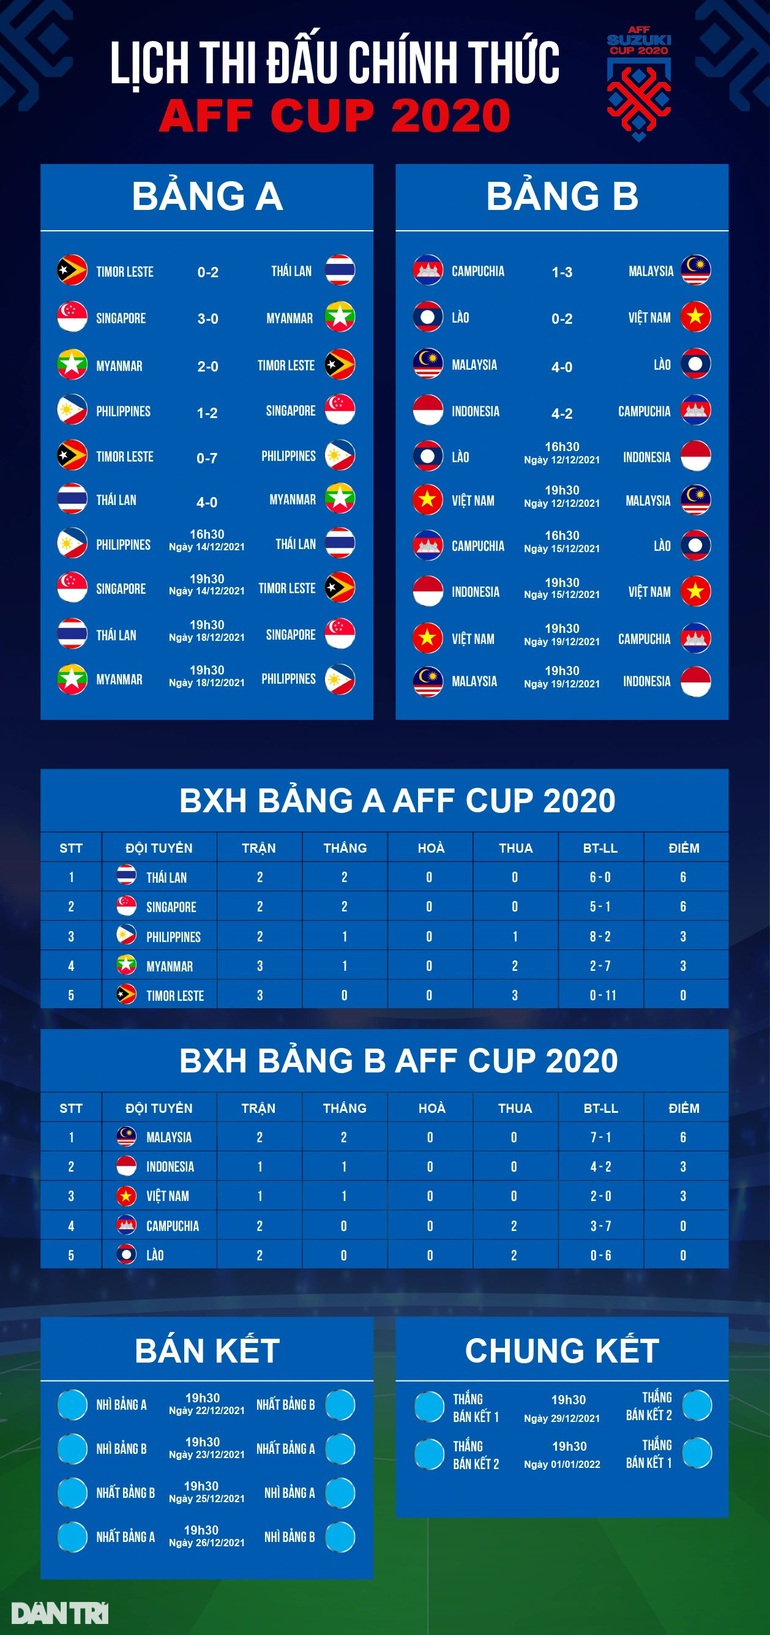 LỊCH THI ĐẤU CHÍNH THỨC
AFF CUP 2020
AFF
SUZUKI
CUP 2020
BẢNG A
TIMOR LESTE 0-2 THÁI LAN
SINGAPORE 3-0 MYANMAR
MYANMAR 2-0 TIMOR LESTE
PHILIPPINES 1-2 SINGAPORE
TIMOR LESTE 0-7 PHILIPPINES
THÁI LAN 4-0 MYANMAR
PHILIPPINES 16h30 Ngày 14/12/2021 THÁI LAN
SINGAPORE 19h30 Ngày 14/12/2021 TIMOR LESTE
THÁI LAN 19h30 Ngày 18/12/2021 SINGAPORE
MYANMAR 19h30 Ngày 18/12/2021 PHILIPPINES
BẢNG B
CAMPUCHIA 1-3 MALAYSIA
LÀO 0-2 VIỆT NAM
MALAYSIA 4-0 LÀO
INDONESIA 4-2 CAMPUCHIA
LÀO 16h30 Ngày 12/12/2021 INDONESIA
VIỆT NAM 19h30 Ngày 12/12/2021 MALAYSIA
CAMPUCHIA 16h30 Ngày 15/12/2021 LÀO
INDONESIA 19h30 Ngày 15/12/2021 VIỆT NAM
VIỆT NAM 19h30 Ngày 19/12/2021 CAMPUCHIA
MALAYSIA 19h30 Ngày 19/12/2021 INDONESIA
BXH BẢNG A AFF CUP 2020
STT ĐỘI TUYỂN TRẬN THẮNG HOÀ THUA BT-LL ĐIỂM
1 THÁI LAN 2 2 0 0 6 - 0 6
2 SINGAPORE 2 2 0 0 5 - 1 6
3 PHILIPPINES 2 1 0 1 8 - 2 3
4 MYANMAR 3 1 0 2 2 - 7 3
5 TIMOR LESTE 3 0 0 3 0 - 11 0
BXH BẢNG B AFF CUP 2020
STT ĐỘI TUYỂN TRẬN THẮNG HOÀ THUA BT-LL ĐIỂM
1 MALAYSIA 2 2 0 0 7 - 1 6
2 INDONESIA 1 1 0 0 4 - 2 3
3 VIỆT NAM 1 1 0 0 2 - 0 3
4 CAMPUCHIA 2 0 0 2 3 - 7 0
5 LÀO 2 0 0 2 0 - 6 0
BÁN KẾT
NHÌ BẢNG A 19h30 Ngày 22/12/2021 NHẤT BẢNG B
NHÌ BẢNG B 19h30 Ngày 23/12/2021 NHẤT BẢNG A
NHẤT BẢNG B 19h30 Ngày 25/12/2021 NHÌ BẢNG A
NHẤT BẢNG A 19h30 Ngày 26/12/2021 NHÌ BẢNG B
CHUNG KẾT
THẮNG 19h30 THẮNG
BÁN KẾT 1 Ngày 29/12/2021 BÁN KẾT 2
THẮNG 19h30 THẮNG
BÁN KẾT 2 Ngày 01/01/2022 BÁN KẾT 1
DÂN TRÍ